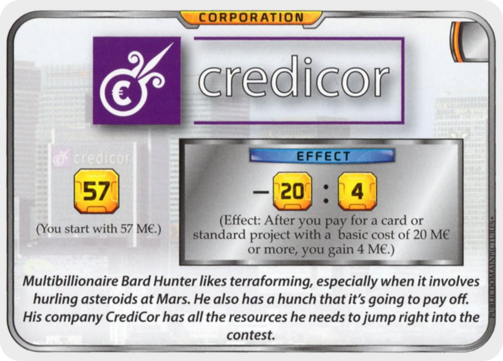 CORPORATION
credicor
credicor
EFFECT
57
- 20 : 4
(You start with 57 M€.)
(Effect: After you pay for a card or
standard project with a basic cost of 20 M€
or more, you gain 4 M€.)
Multibillionaire Bard Hunter likes terraforming, especially when it involves
hurling asteroids at Mars. He also has a hunch that it's going to pay off.
His company CrediCor has all the resources he needs to jump right into the
contest.